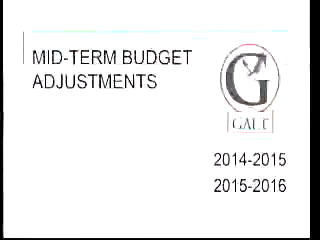 MID-TERM BUDGET
ADJUSTMENTS
G
GALT
2014-2015
2015-2016